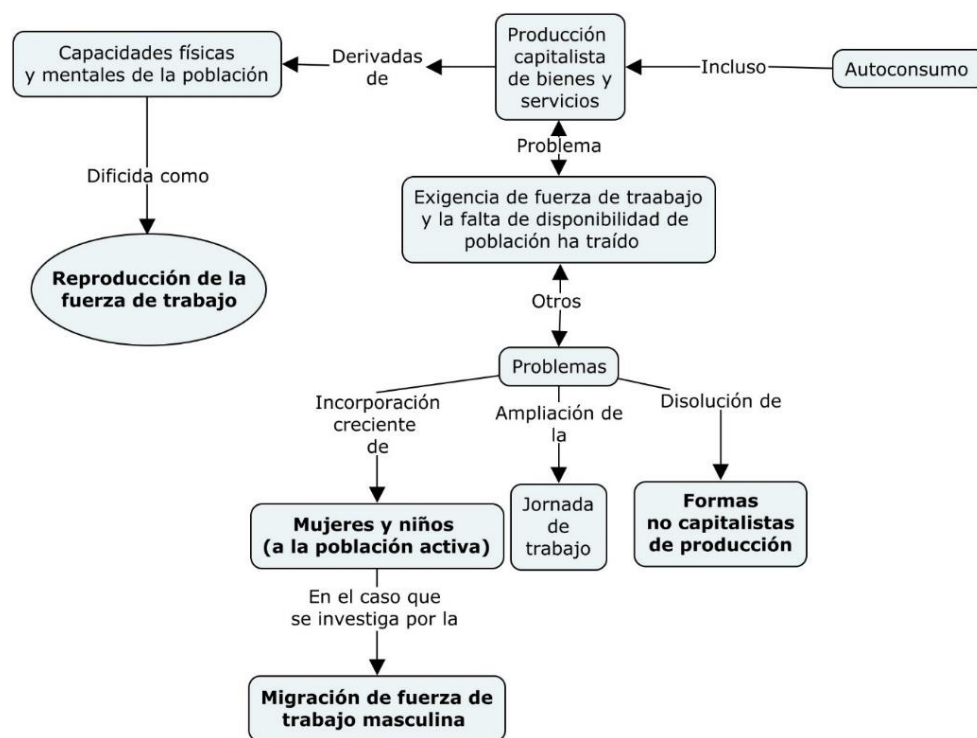 Capacidades físicas
y mentales de la población
Derivadas
de
Producción
capitalista
de bienes y
servicios
Incluso
Autoconsumo
Problema
Dificida como
Exigencia de fuerza de traabajo
y la falta de disponibilidad de
población ha traído
Reproducción de la
fuerza de trabajo
Otros
Problemas
Incorporación
creciente
de
Ampliación de
la
Disolución de
Mujeres y niños
(a la población activa)
Jornada
de
trabajo
Formas
no capitalistas
de producción
En el caso que
se investiga por la
Migración de fuerza de
trabajo masculina